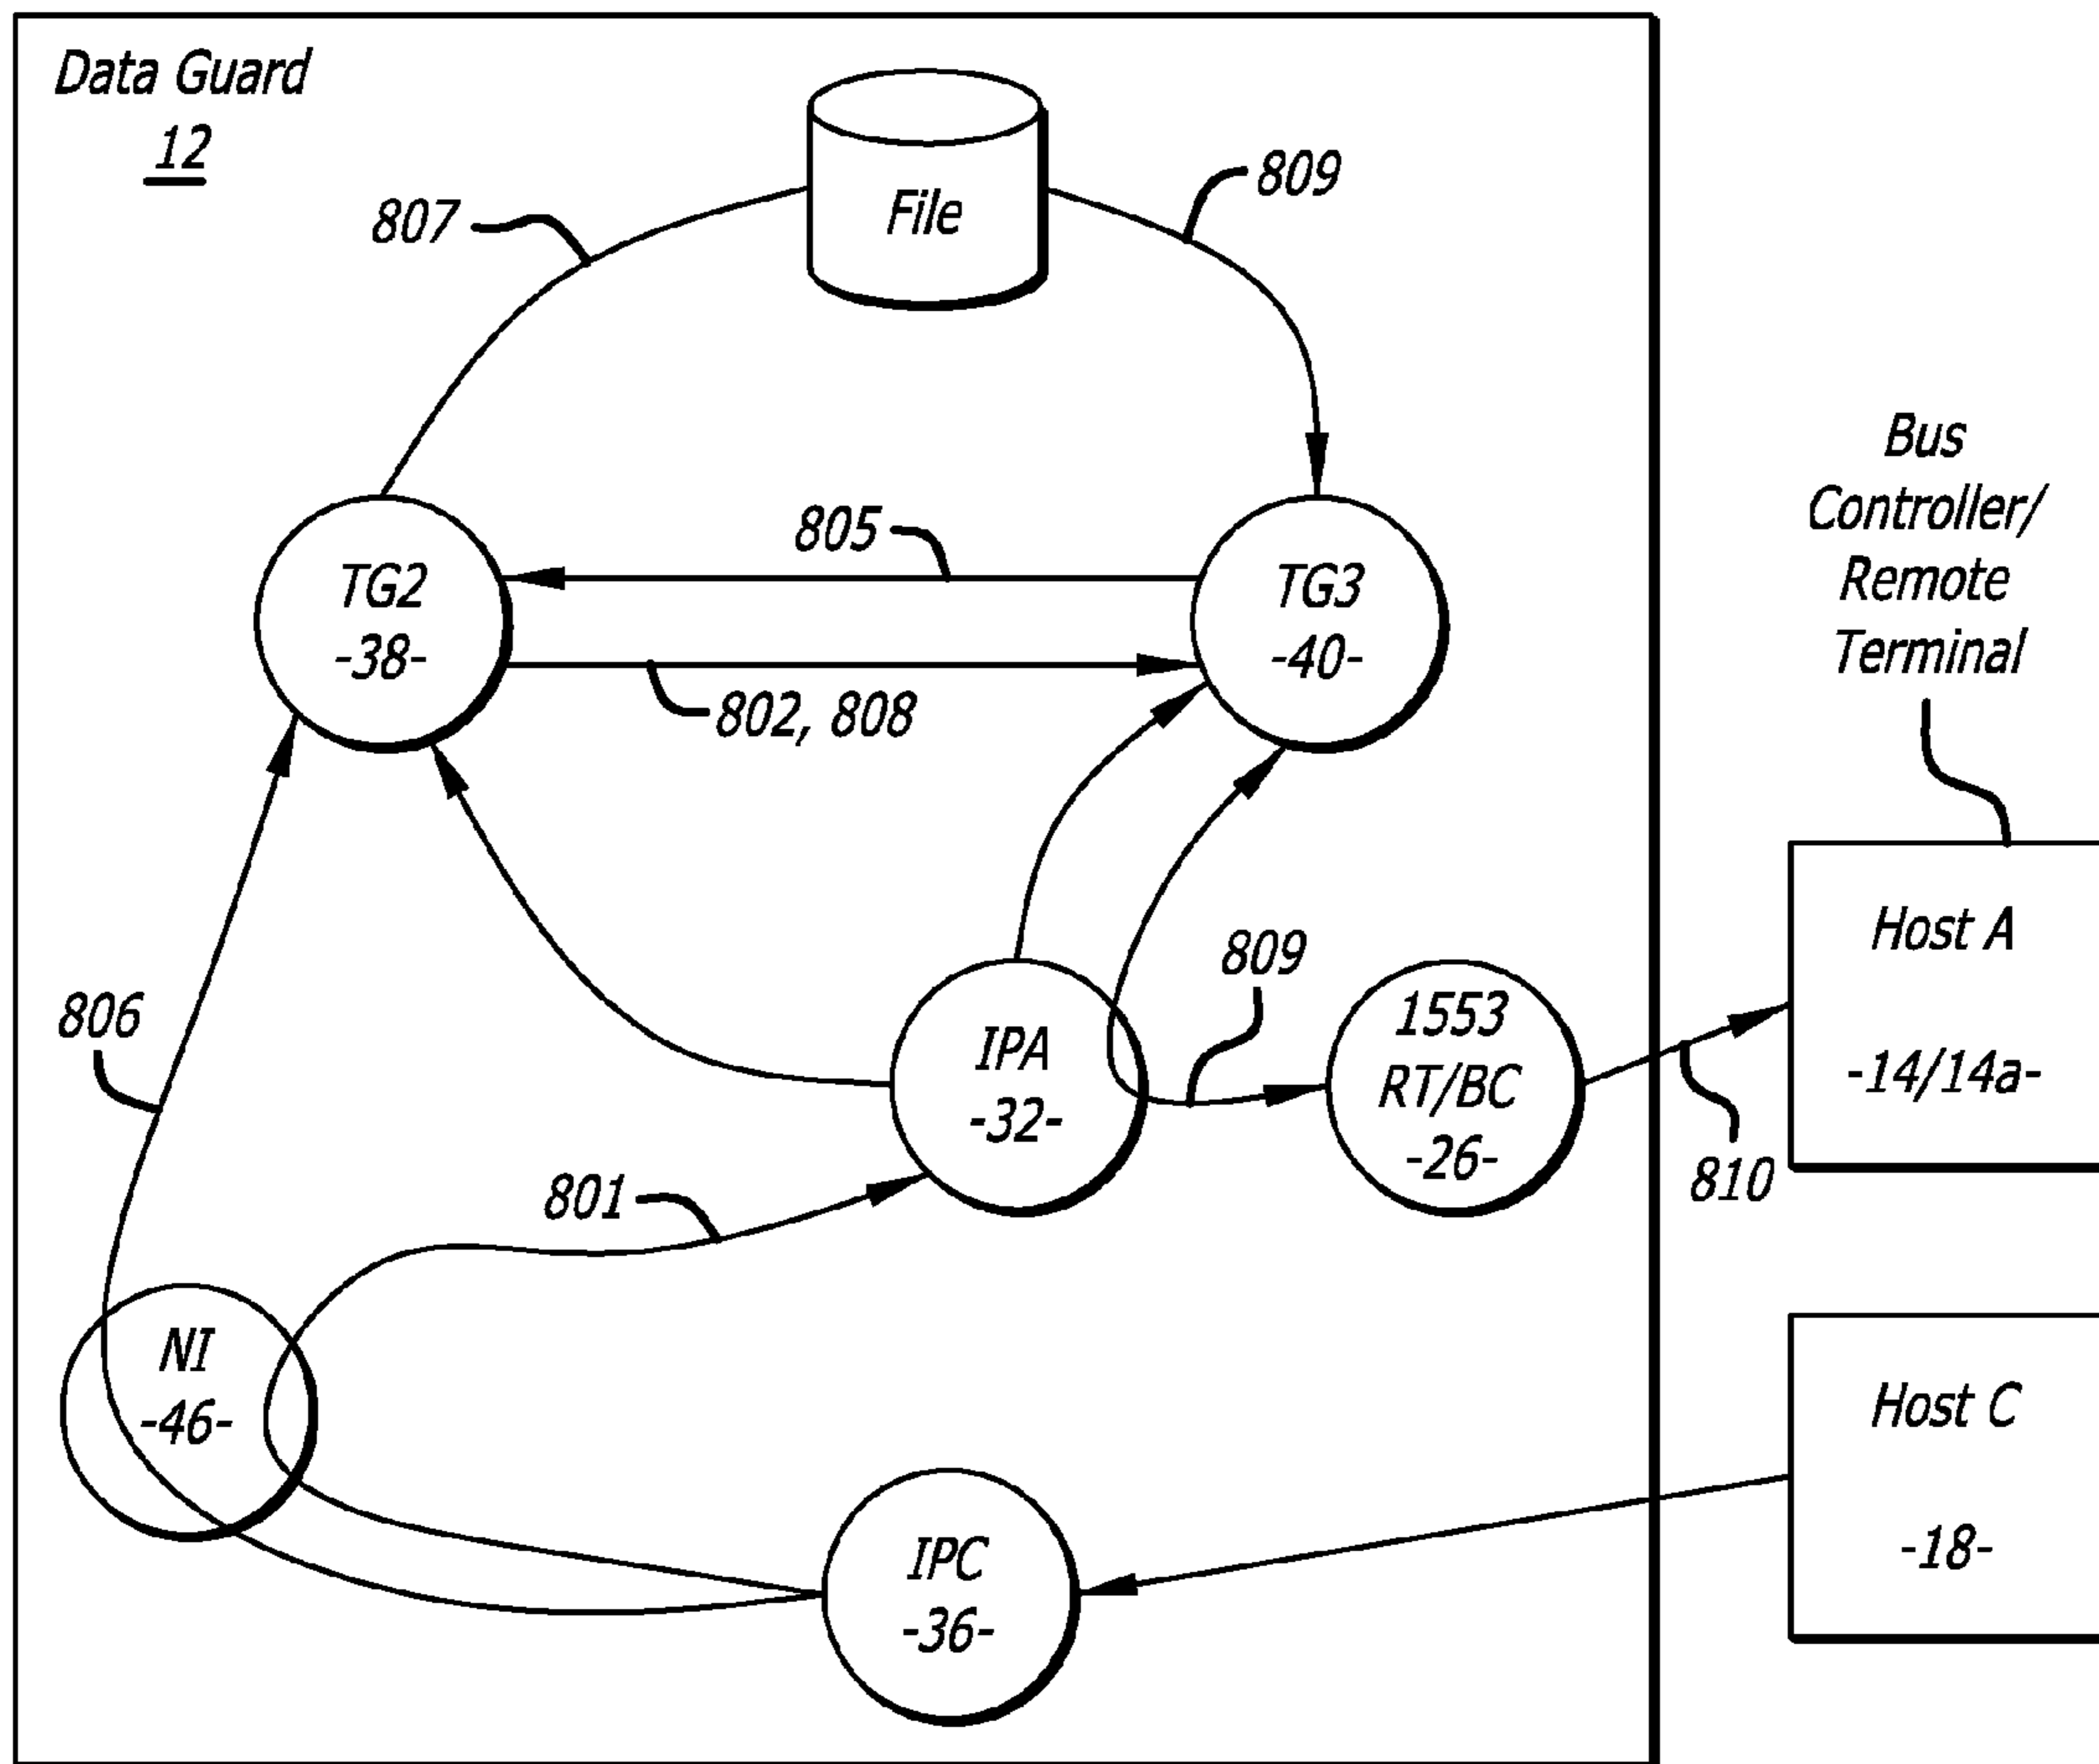 Data Guard
12
File
807
809
Bus
Controller/
Remote
Terminal
805
TG2
-38-
TG3
-40-
802, 808
Host A
-14/14a-
809
806
IPA
-32-
1553
RT/BC
-26-
810
801
NI
-46-
Host C
-18-
IPC
-36-